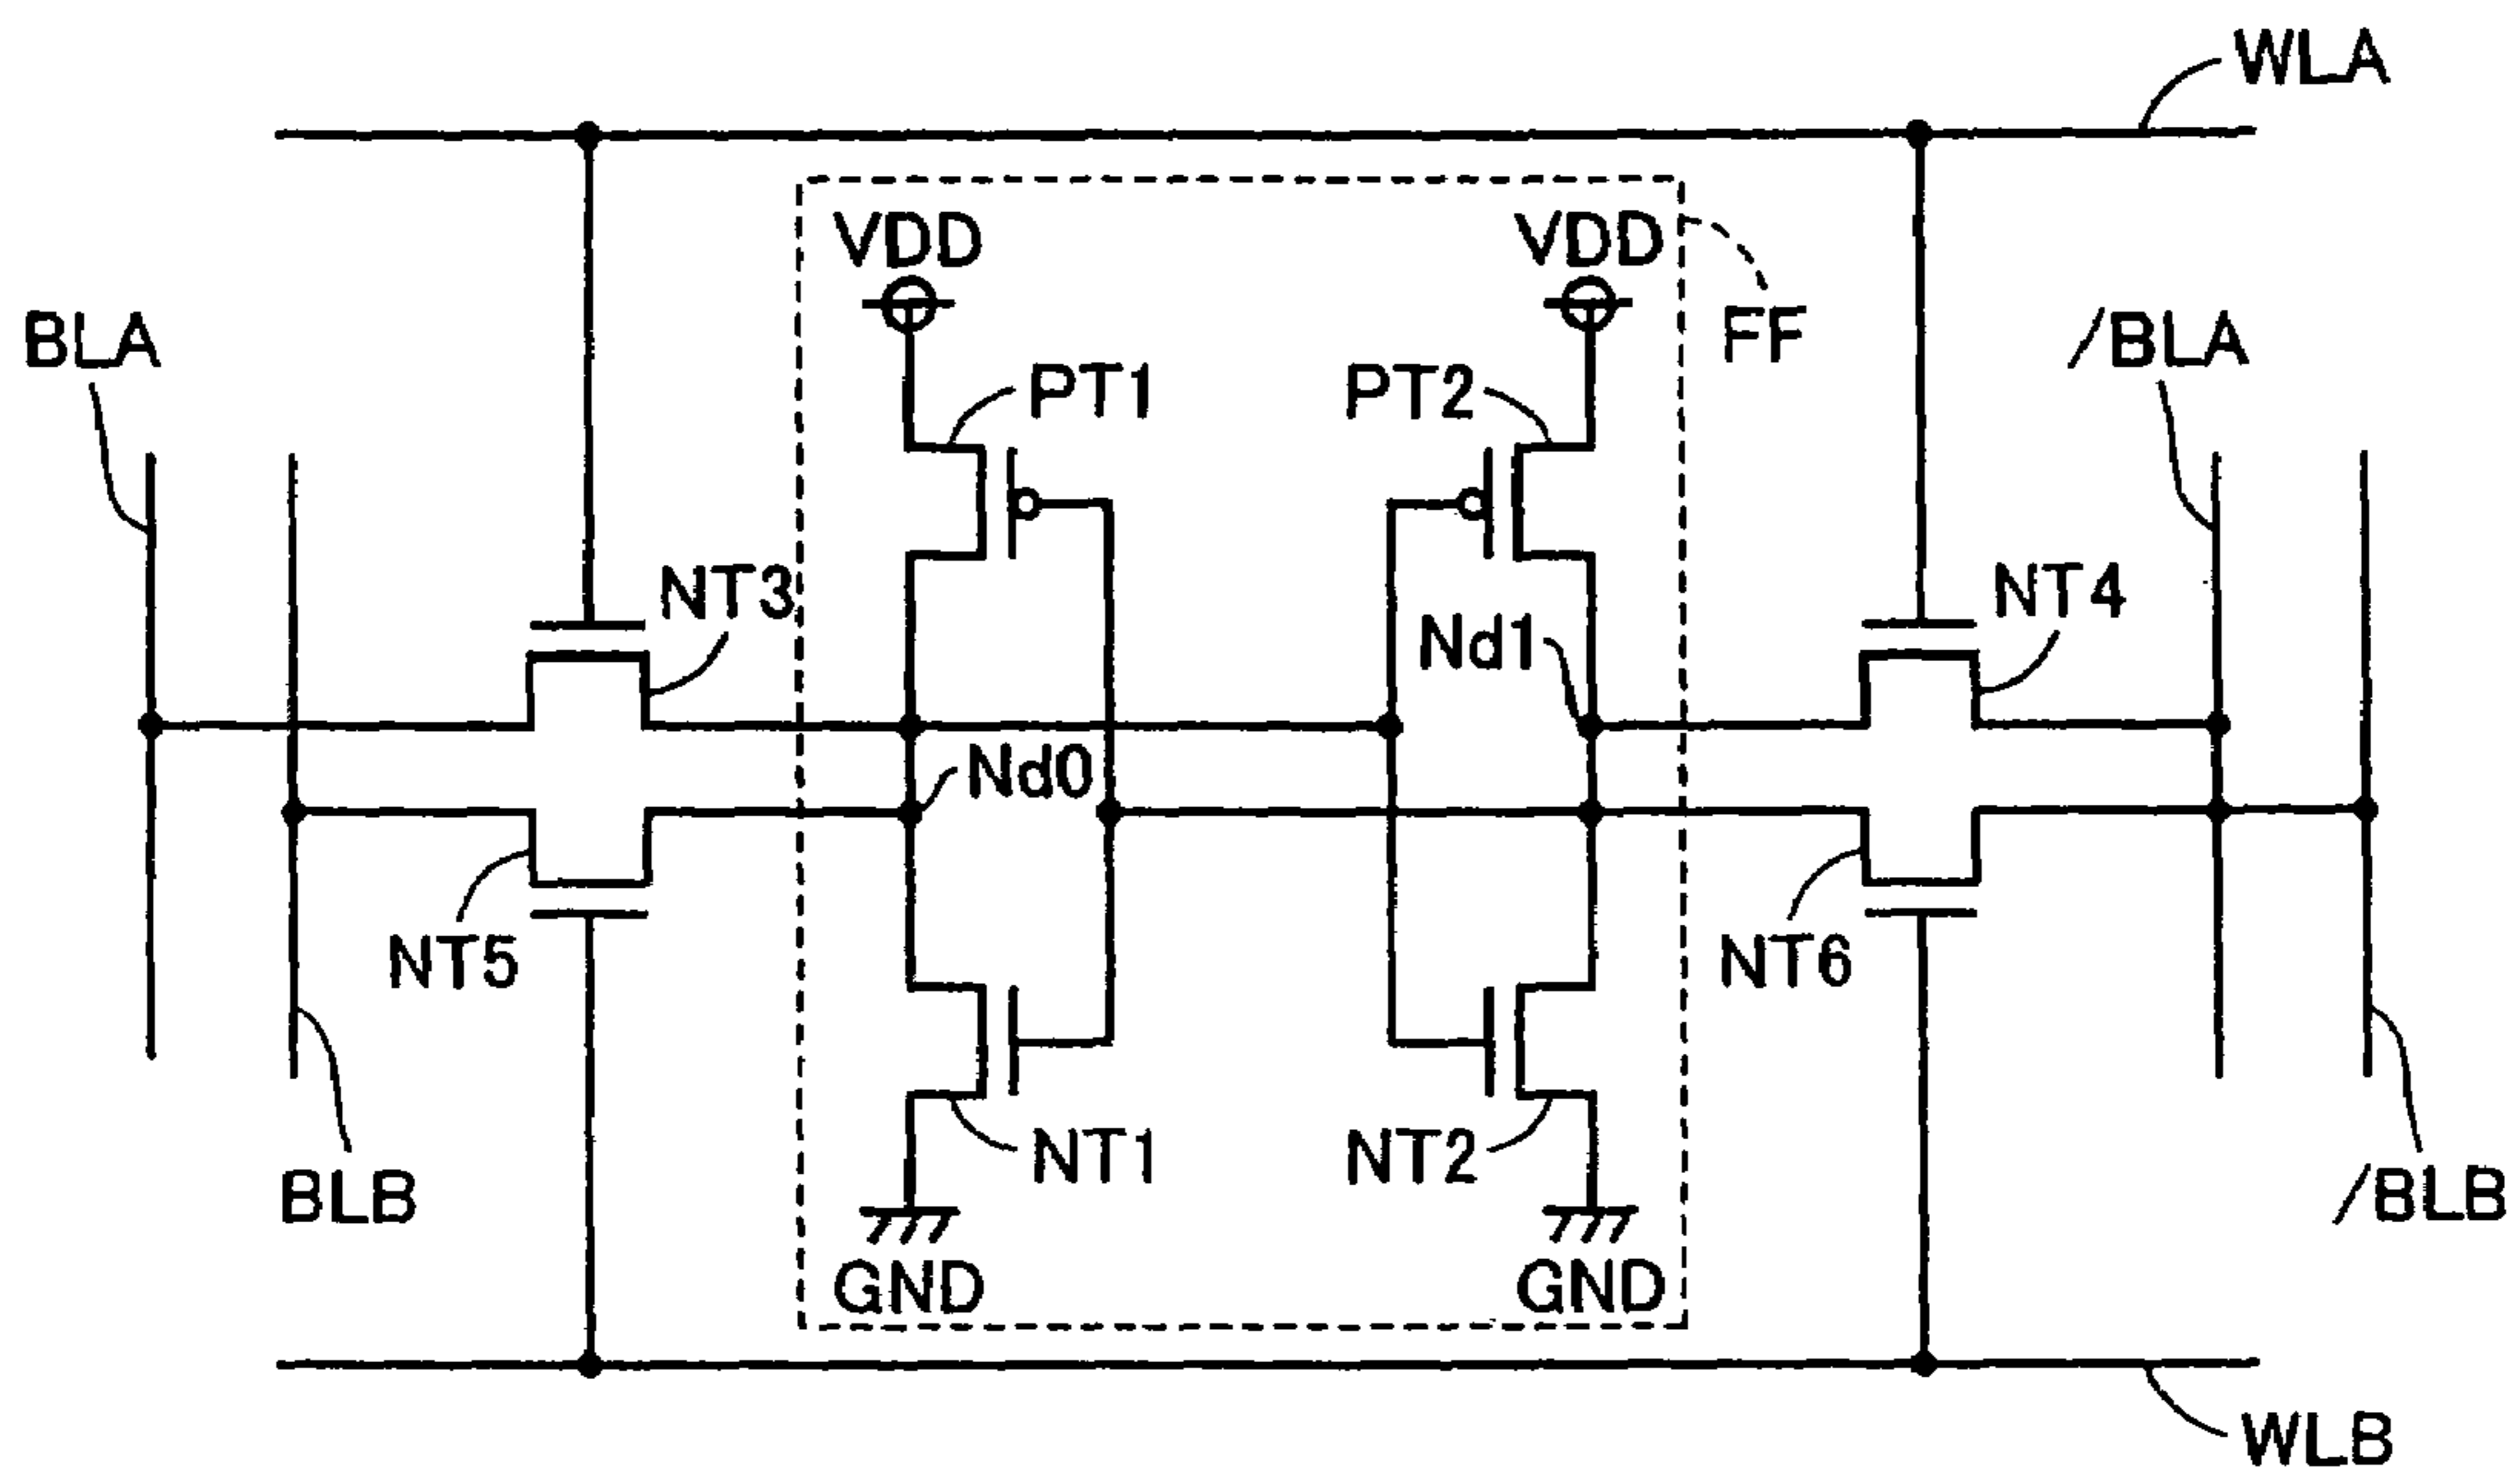 WLA
VDD
VDD
BLA
FF
/BLA
PT1
PT2
NT3
NT4
Nd1
Nd0
NT5
NT6
NT1
NT2
BLB
/BLB
GND
GND
WLB